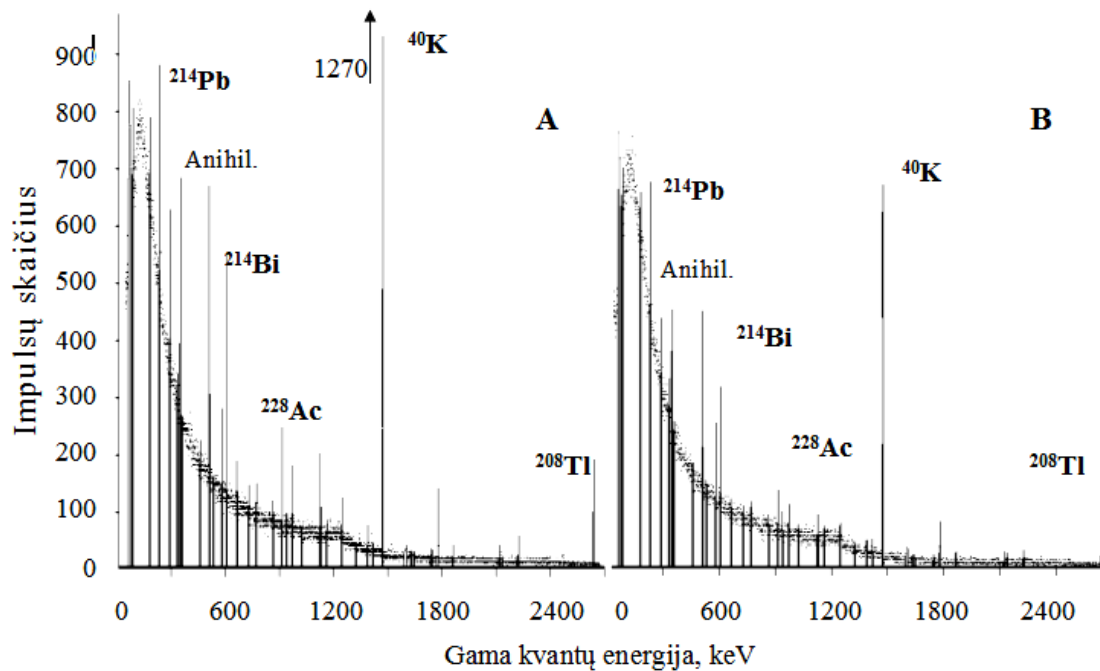 Impulsų skaičius
900
800
700
600
500
400
300
200
100
0
²¹⁴Pb
Anihil.
²¹⁴Bi
²²⁸Ac
1270
⁴⁰K
A
²⁰⁸Tl
0 600 1200 1800 2400
²¹⁴Pb
Anihil.
²¹⁴Bi
²²⁸Ac
⁴⁰K
B
²⁰⁸Tl
0 600 1200 1800 2400
Gama kvantų energija, keV